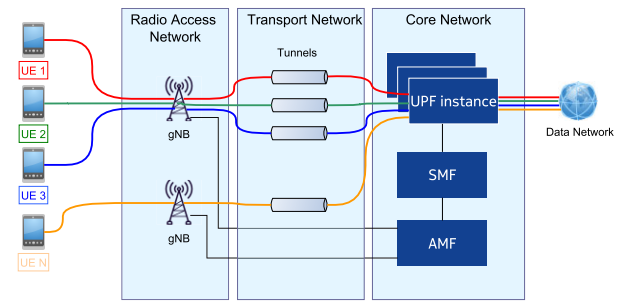 Radio Access
Network
Transport Network
Core Network
Tunnels
UE 1
UPF instance
gNB
UE 2
Data Network
SMF
UE 3
gNB
AMF
UE N